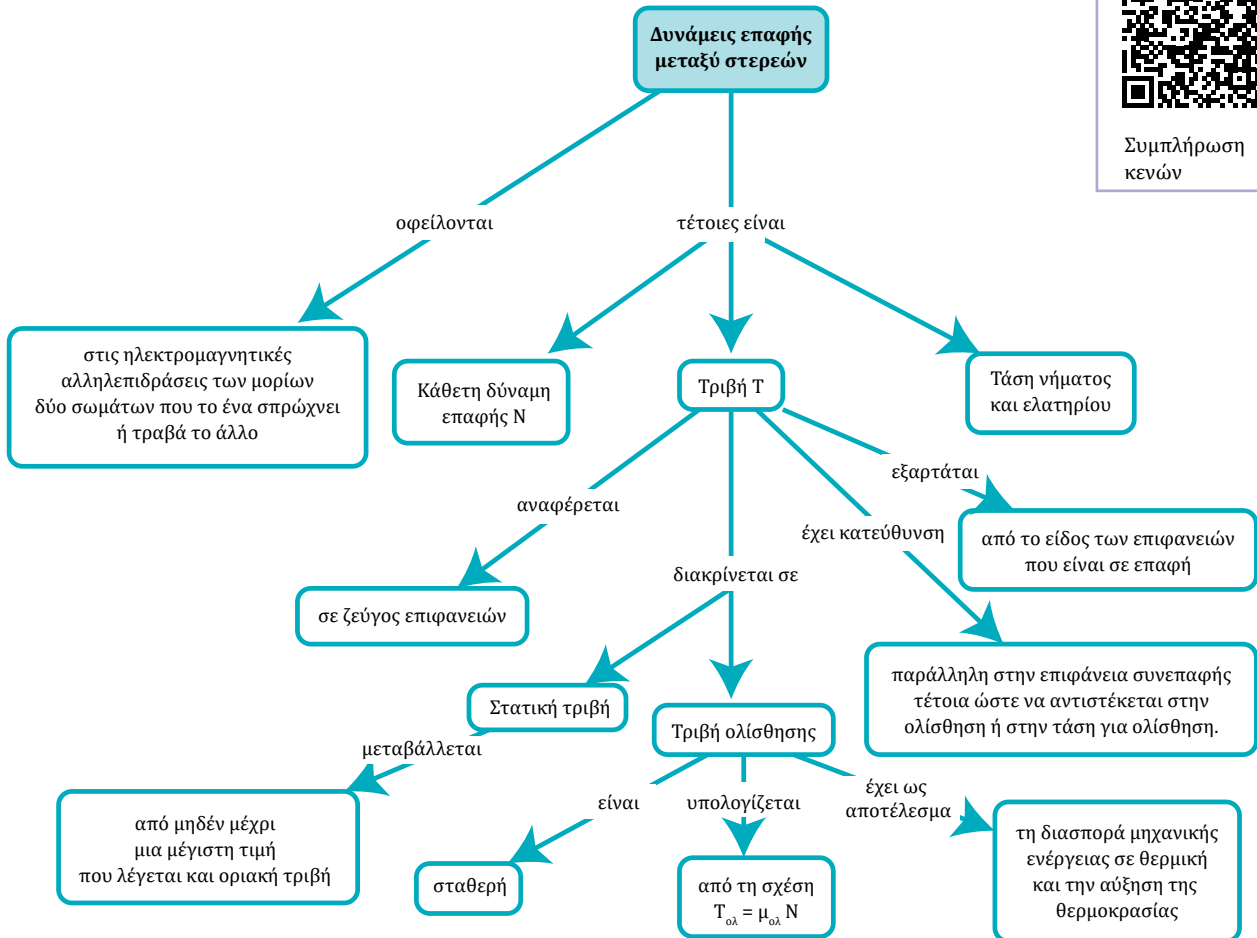 Δυνάμεις επαφής
μεταξύ στερεών
Συμπλήρωση
κενών
οφείλονται
τέτοιες είναι
στις ηλεκτρομαγνητικές
αλληλεπιδράσεις των μορίων
δύο σωμάτων που το ένα σπρώχνει
ή τραβά το άλλο
Κάθετη δύναμη
επαφής Ν
Τριβή Τ
Τάση νήματος
και ελατηρίου
αναφέρεται
διακρίνεται σε
έχει κατεύθυνση
εξαρτάται
από το είδος των επιφανειών
που είναι σε επαφή
σε ζεύγος επιφανειών
παράλληλη στην επιφάνεια συνεπαφής
τέτοια ώστε να αντιστέκεται στην
ολίσθηση ή στην τάση για ολίσθηση.
Στατική τριβή
Τριβή ολίσθησης
μεταβάλλεται
είναι
υπολογίζεται
έχει ως
αποτέλεσμα
από μηδέν μέχρι
μια μέγιστη τιμή
που λέγεται και οριακή τριβή
σταθερή
από τη σχέση
Τολ = μολ Ν
τη διασπορά μηχανικής
ενέργειας σε θερμική
και την αύξηση της
θερμοκρασίας